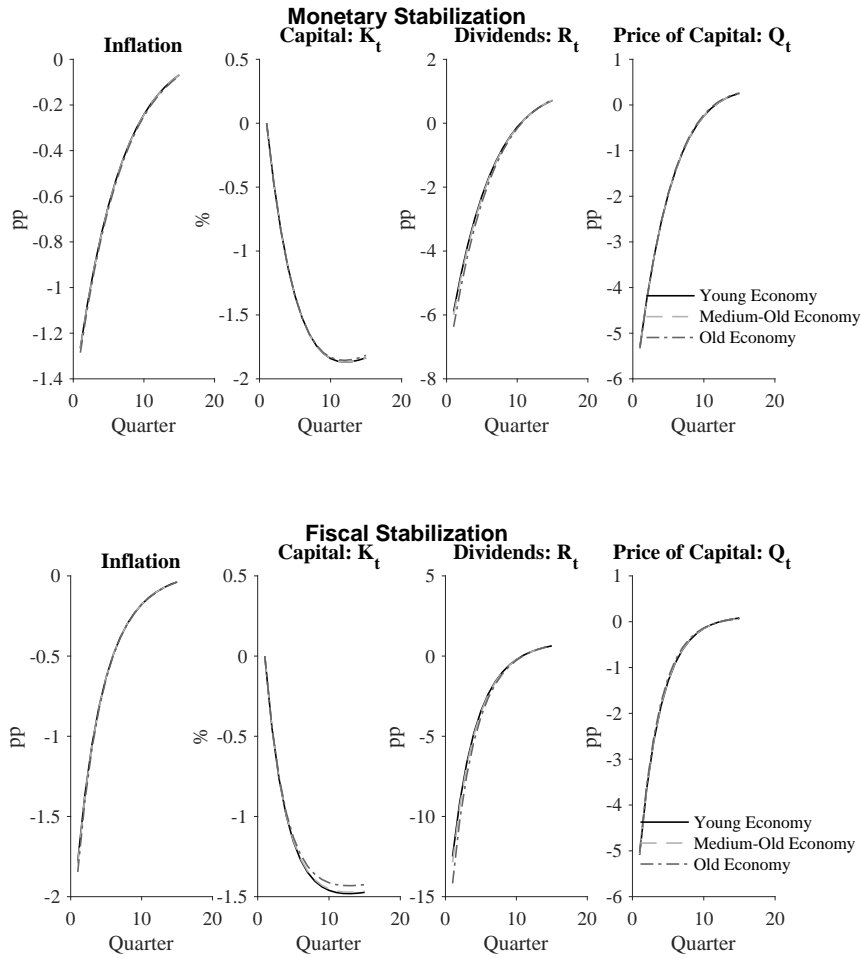 Monetary Stabilization
Inflation
Capital: K_t
Dividends: R_t
Price of Capital: Q_t
0
-0.2
-0.4
-0.6
-0.8
-1
-1.2
-1.4
pp
0 10 20
Quarter
0.5
0
-0.5
-1
-1.5
-2
%
0 10 20
Quarter
2
0
-2
-4
-6
-8
pp
0 10 20
Quarter
1
0
-1
-2
-3
-4
-5
-6
pp
0 10 20
Quarter
Young Economy
Medium-Old Economy
Old Economy
Fiscal Stabilization
Inflation
Capital: K_t
Dividends: R_t
Price of Capital: Q_t
0
-0.5
-1
-1.5
-2
pp
0 10 20
Quarter
0.5
0
-0.5
-1
-1.5
%
0 10 20
Quarter
5
0
-5
-10
-15
pp
0 10 20
Quarter
1
0
-1
-2
-3
-4
-5
-6
pp
0 10 20
Quarter
Young Economy
Medium-Old Economy
Old Economy